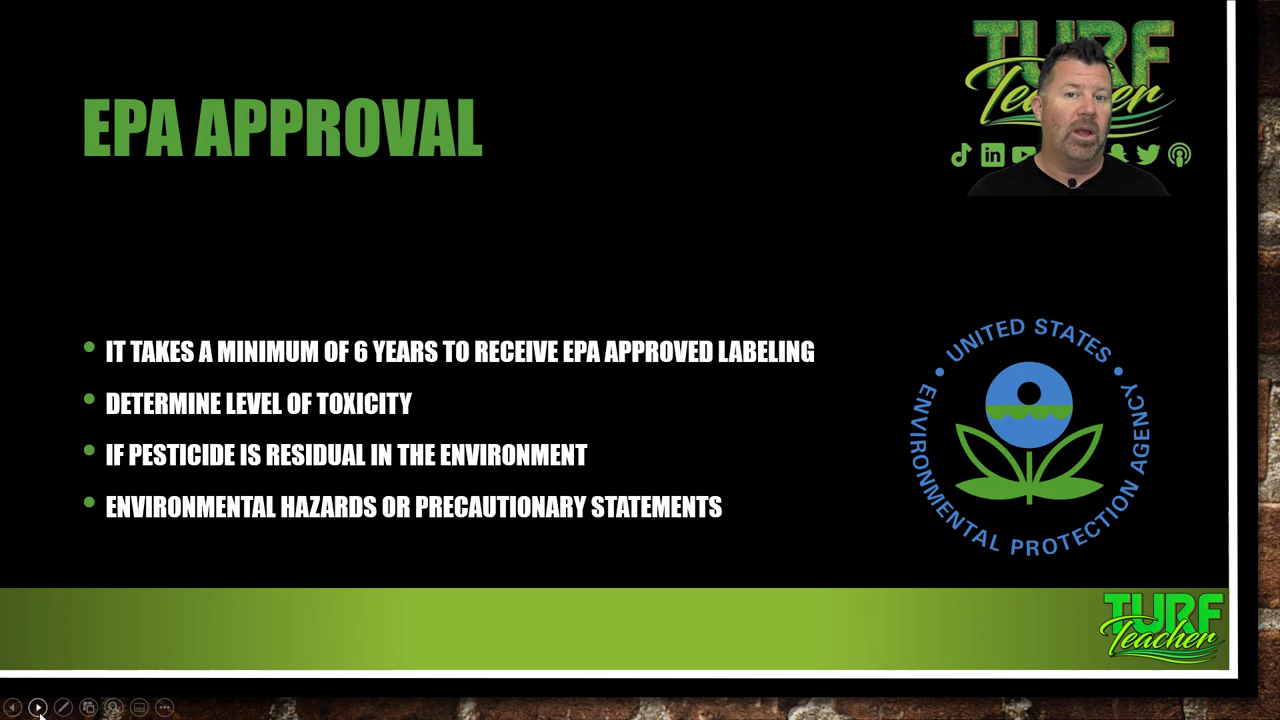 TURF
Teacher
EPA APPROVAL
IT TAKES A MINIMUM OF 6 YEARS TO RECEIVE EPA APPROVED LABELING
DETERMINE LEVEL OF TOXICITY
IF PESTICIDE IS RESIDUAL IN THE ENVIRONMENT
ENVIRONMENTAL HAZARDS OR PRECAUTIONARY STATEMENTS
UNITED STATES
ENVIRONMENTAL PROTECTION AGENCY
TURF
Teacher